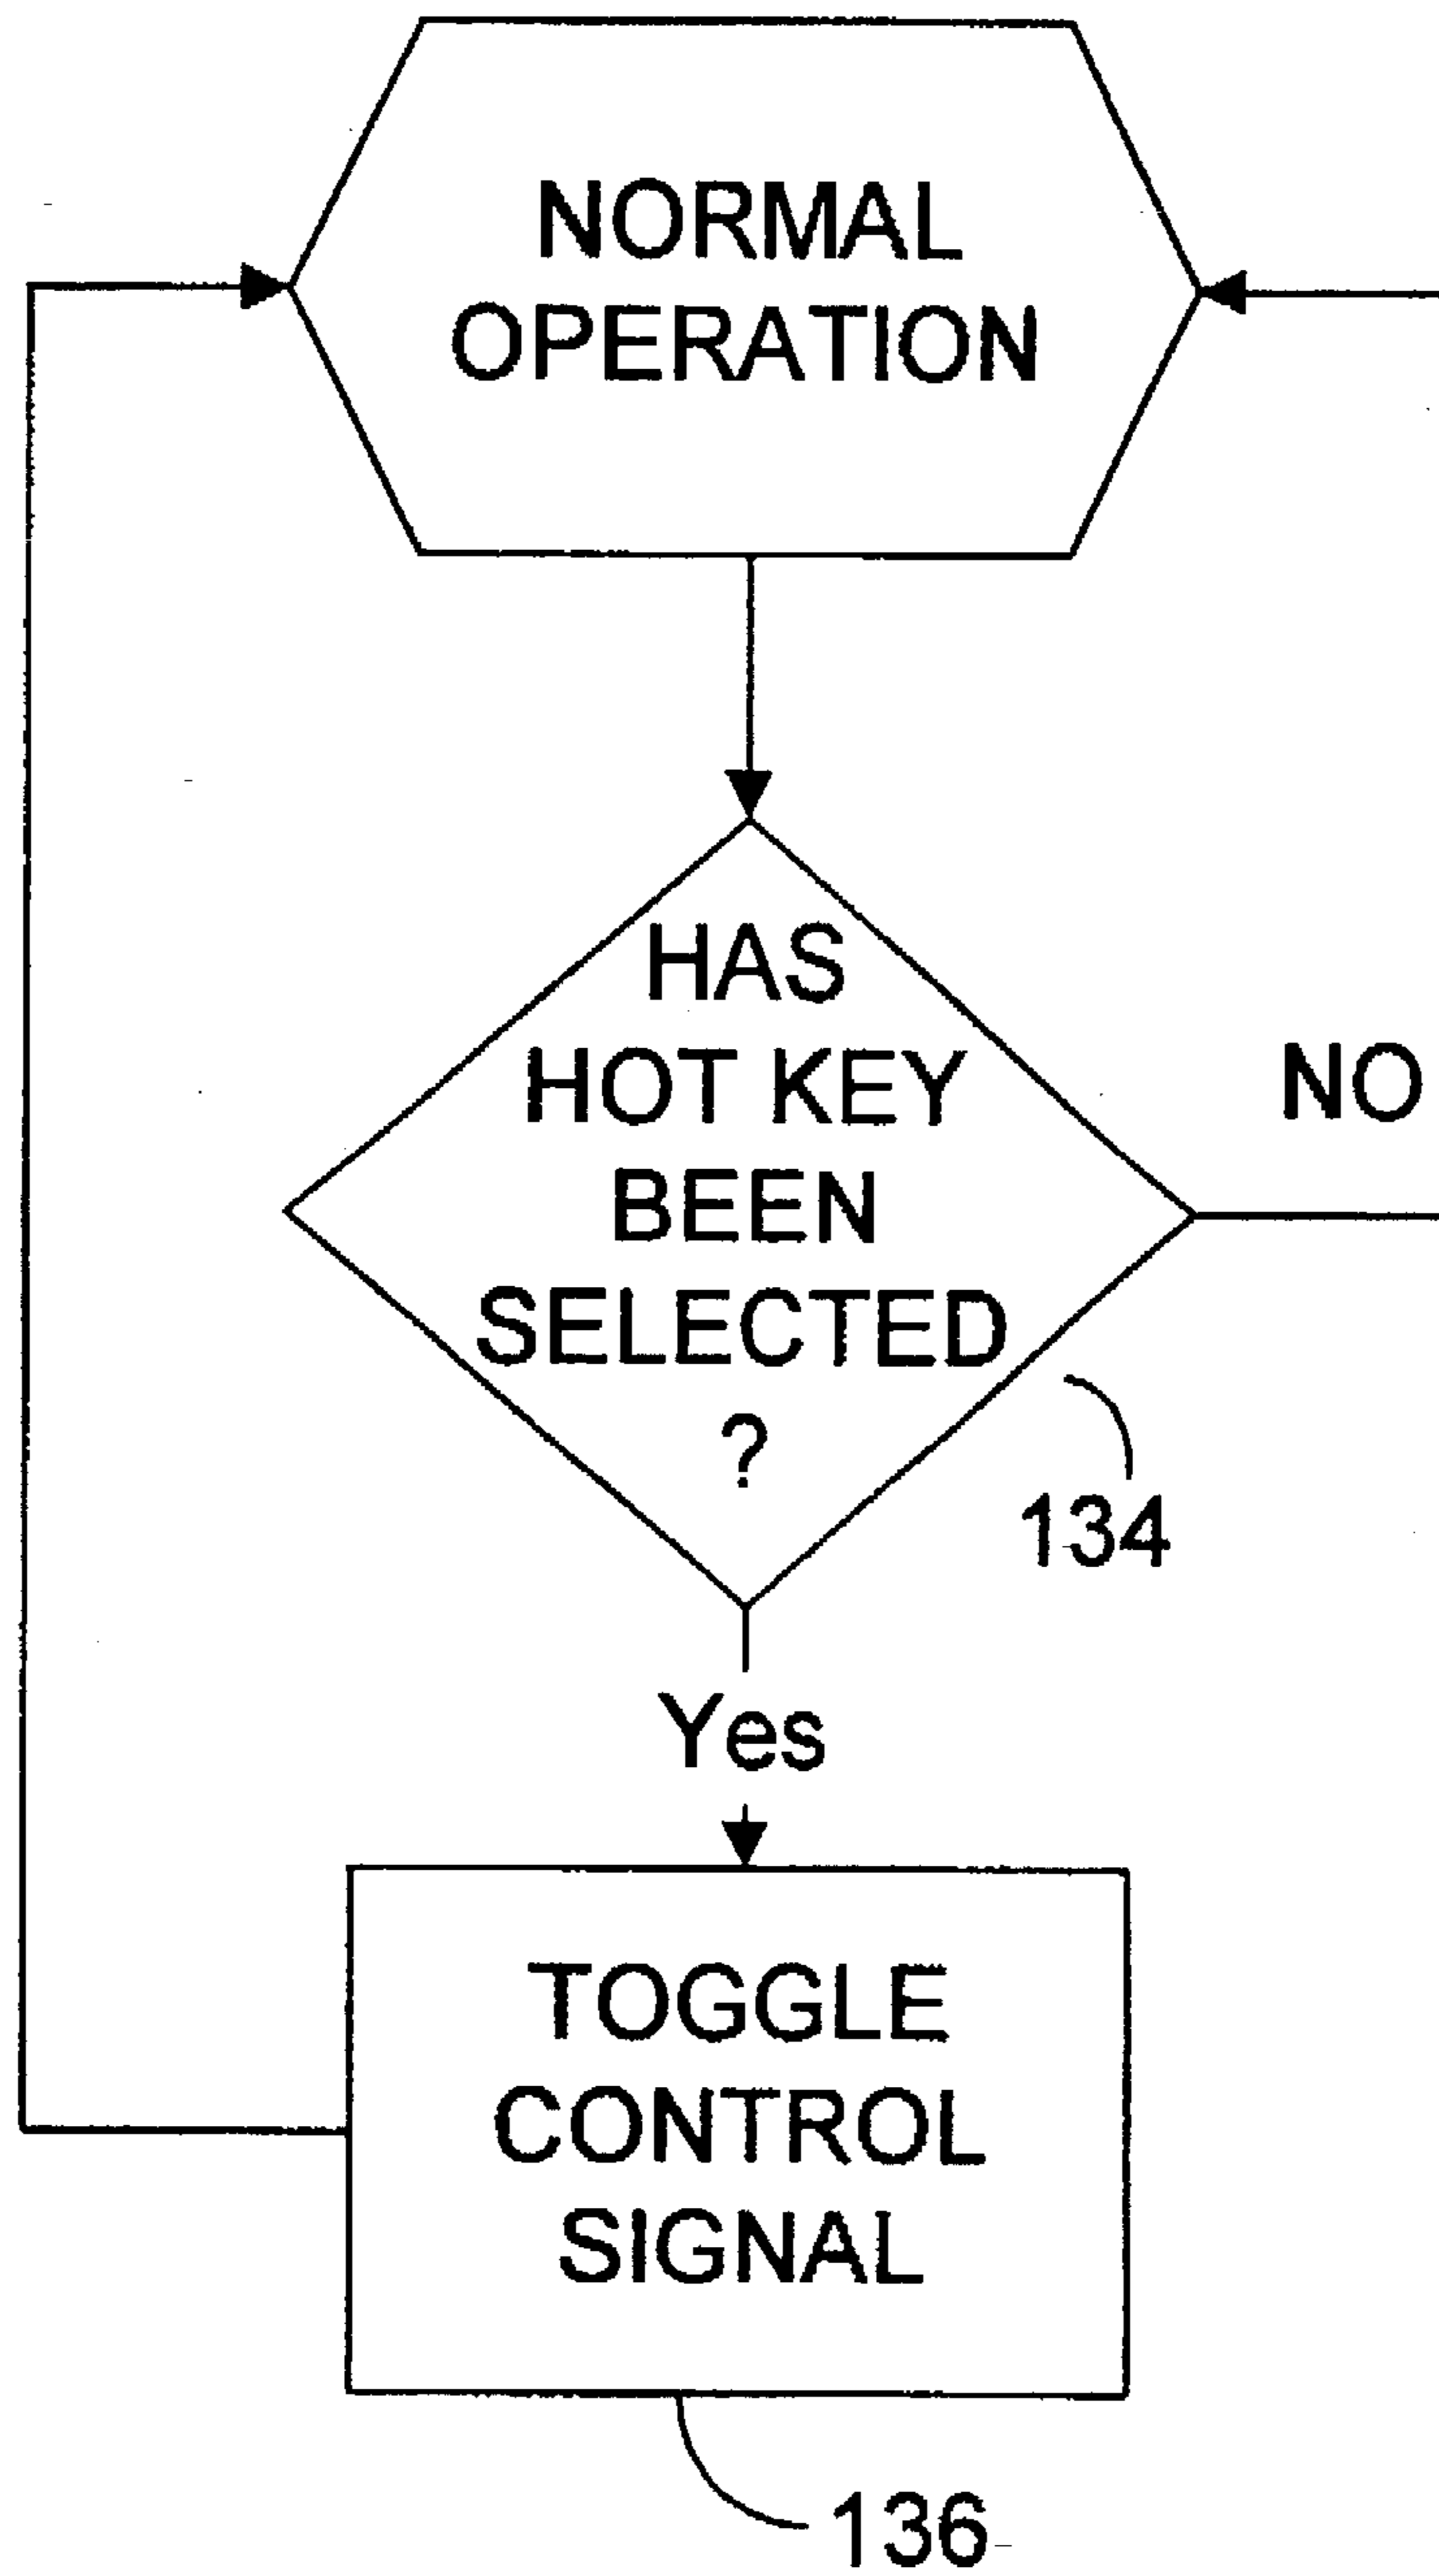 NORMAL
OPERATION
HAS
HOT KEY
BEEN
SELECTED
?
NO
134
Yes
TOGGLE
CONTROL
SIGNAL
136